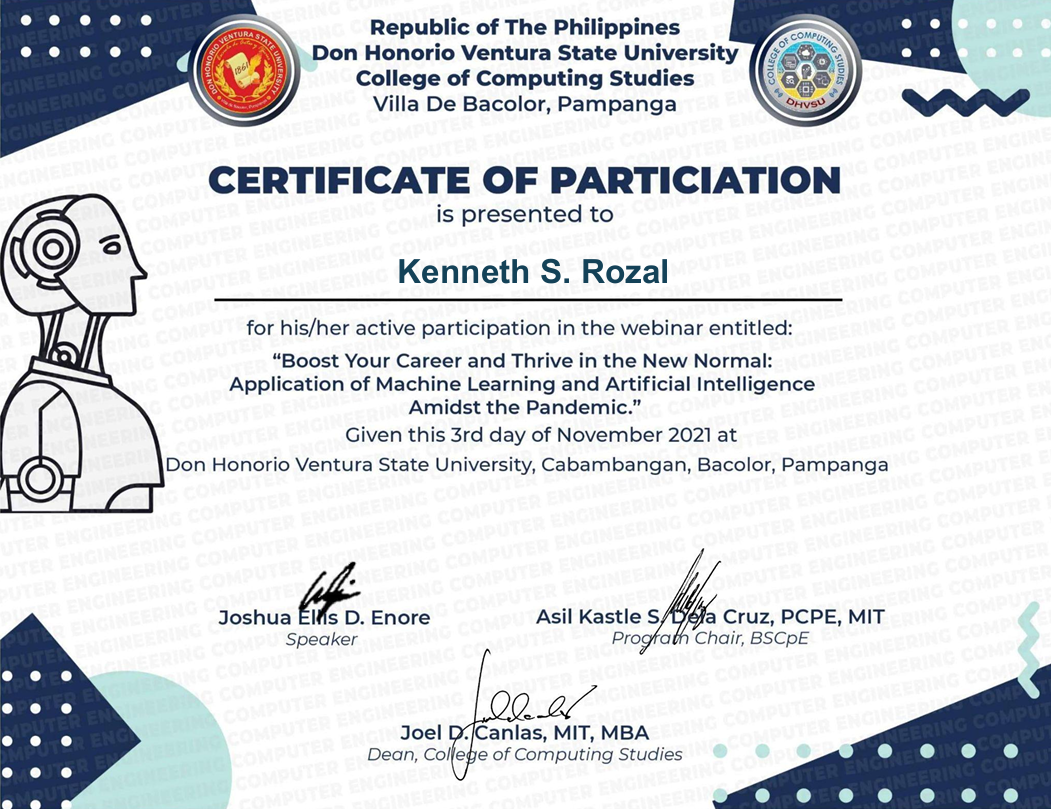 Republic of The Philippines
Don Honorio Ventura State University
College of Computing Studies
Villa De Bacolor, Pampanga
DON HONORIO VENTURA STATE UNIVERSITY
1861
COLLEGE OF COMPUTING STUDIES
DHVSU
CERTIFICATE OF PARTICIATION
is presented to
Kenneth S. Rozal
for his/her active participation in the webinar entitled:
“Boost Your Career and Thrive in the New Normal:
Application of Machine Learning and Artificial Intelligence
Amidst the Pandemic.”
Given this 3rd day of November 2021 at
Don Honorio Ventura State University, Cabambangan, Bacolor, Pampanga
Joshua Ellis D. Enore
Speaker
Asil Kastle S. Dela Cruz, PCPE, MIT
Program Chair, BSCpE
Joel D. Canlas, MIT, MBA
Dean, College of Computing Studies
COMPUTER ENGINEERING